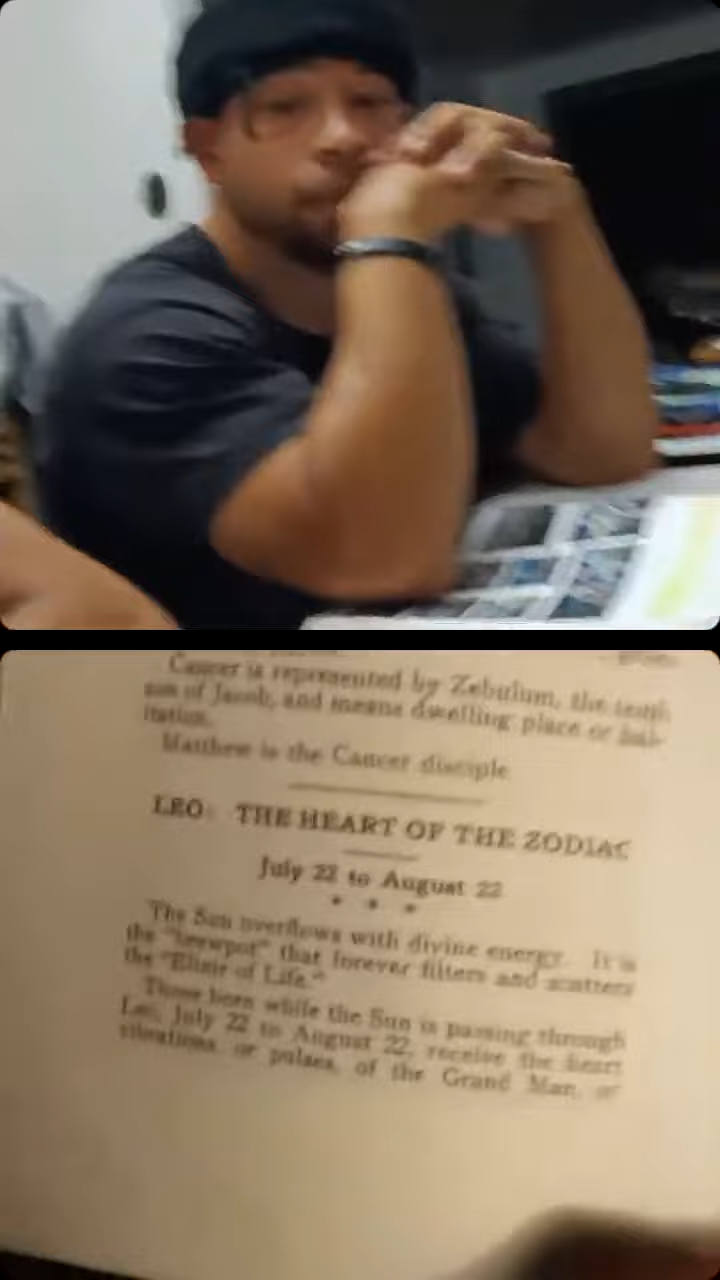 Cancer is represented by Zebulum, the tenth
son of Jacob, and means dwelling place or hab-
itation.
Matthew is the Cancer disciple
LEO: THE HEART OF THE ZODIAC
July 22 to August 22
* * *
The Sun overflows with divine energy. It is
the "brewpot" that forever filters and scatters
the "Elixir of Life."
Those born while the Sun is passing through
Leo, July 22 to August 22, receive the heart
vibrations, or pulses, of the Grand Man, or